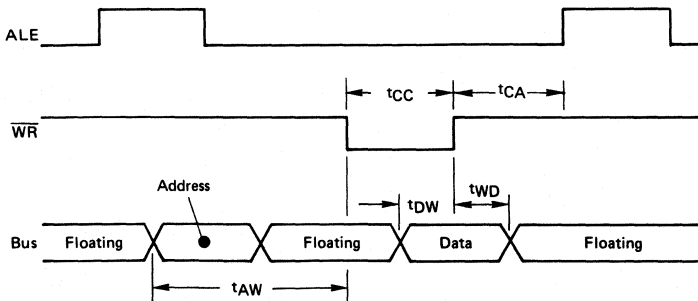 ALE
tCC
tCA
WR
Address
tDW
tWD
Bus
Floating
Floating
Data
Floating
tAW